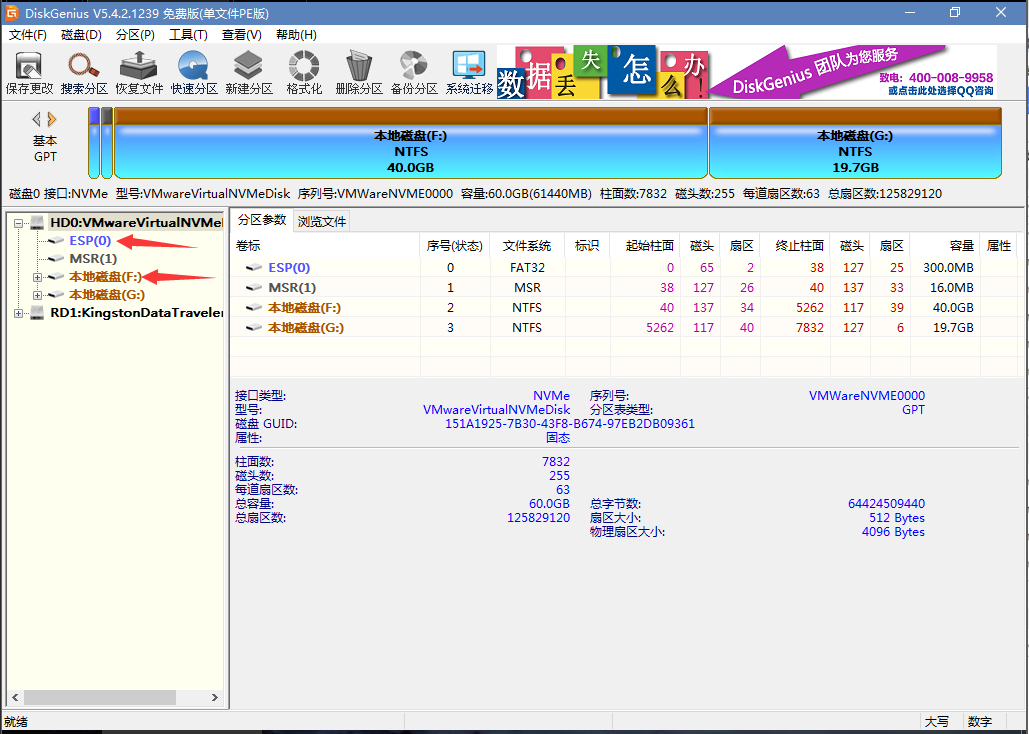 DiskGenius V5.4.2.1239 免费版(单文件PE版)
文件(F) 磁盘(D) 分区(P) 工具(T) 查看(V) 帮助(H)
保存更改 搜索分区 恢复文件 快速分区 新建分区 格式化 删除分区 备份分区 系统迁移
数据丢失怎么办!
DiskGenius 团队为您服务
致电: 400-008-9958
或点击此处选择QQ咨询
基本
GPT
本地磁盘(F:)
NTFS
40.0GB
本地磁盘(G:)
NTFS
19.7GB
磁盘0 接口:NVMe 型号:VMwareVirtualNVMeDisk 序列号:VMWareNVME0000 容量:60.0GB(61440MB) 柱面数:7832 磁头数:255 每道扇区数:63 总扇区数:125829120
HD0:VMwareVirtualNVMe
ESP(0)
MSR(1)
本地磁盘(F:)
本地磁盘(G:)
RD1:KingstonDataTraveler
分区参数 浏览文件
卷标 序号(状态) 文件系统 标识 起始柱面 磁头 扇区 终止柱面 磁头 扇区 容量 属性
ESP(0) 0 FAT32 0 65 2 38 127 25 300.0MB
MSR(1) 1 MSR 38 127 26 40 137 33 16.0MB
本地磁盘(F:) 2 NTFS 40 137 34 5262 117 39 40.0GB
本地磁盘(G:) 3 NTFS 5262 117 40 7832 127 6 19.7GB
接口类型: NVMe 序列号: VMWareNVME0000
型号: VMwareVirtualNVMeDisk 分区表类型: GPT
磁盘 GUID: 151A1925-7B30-43F8-B674-97EB2DB09361
属性: 固态
柱面数: 7832
磁头数: 255
每道扇区数: 63
总容量: 60.0GB 总字节数: 64424509440
总扇区数: 125829120 扇区大小: 512 Bytes
物理扇区大小: 4096 Bytes
就绪 大写 数字